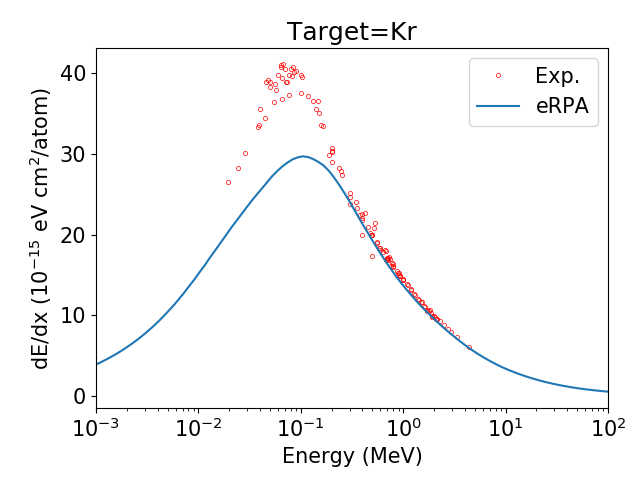 Target=Kr
dE/dx (10⁻¹⁵ eV cm²/atom)
40
30
20
10
0
Exp.
eRPA
10⁻³ 10⁻² 10⁻¹ 10⁰ 10¹ 10²
Energy (MeV)